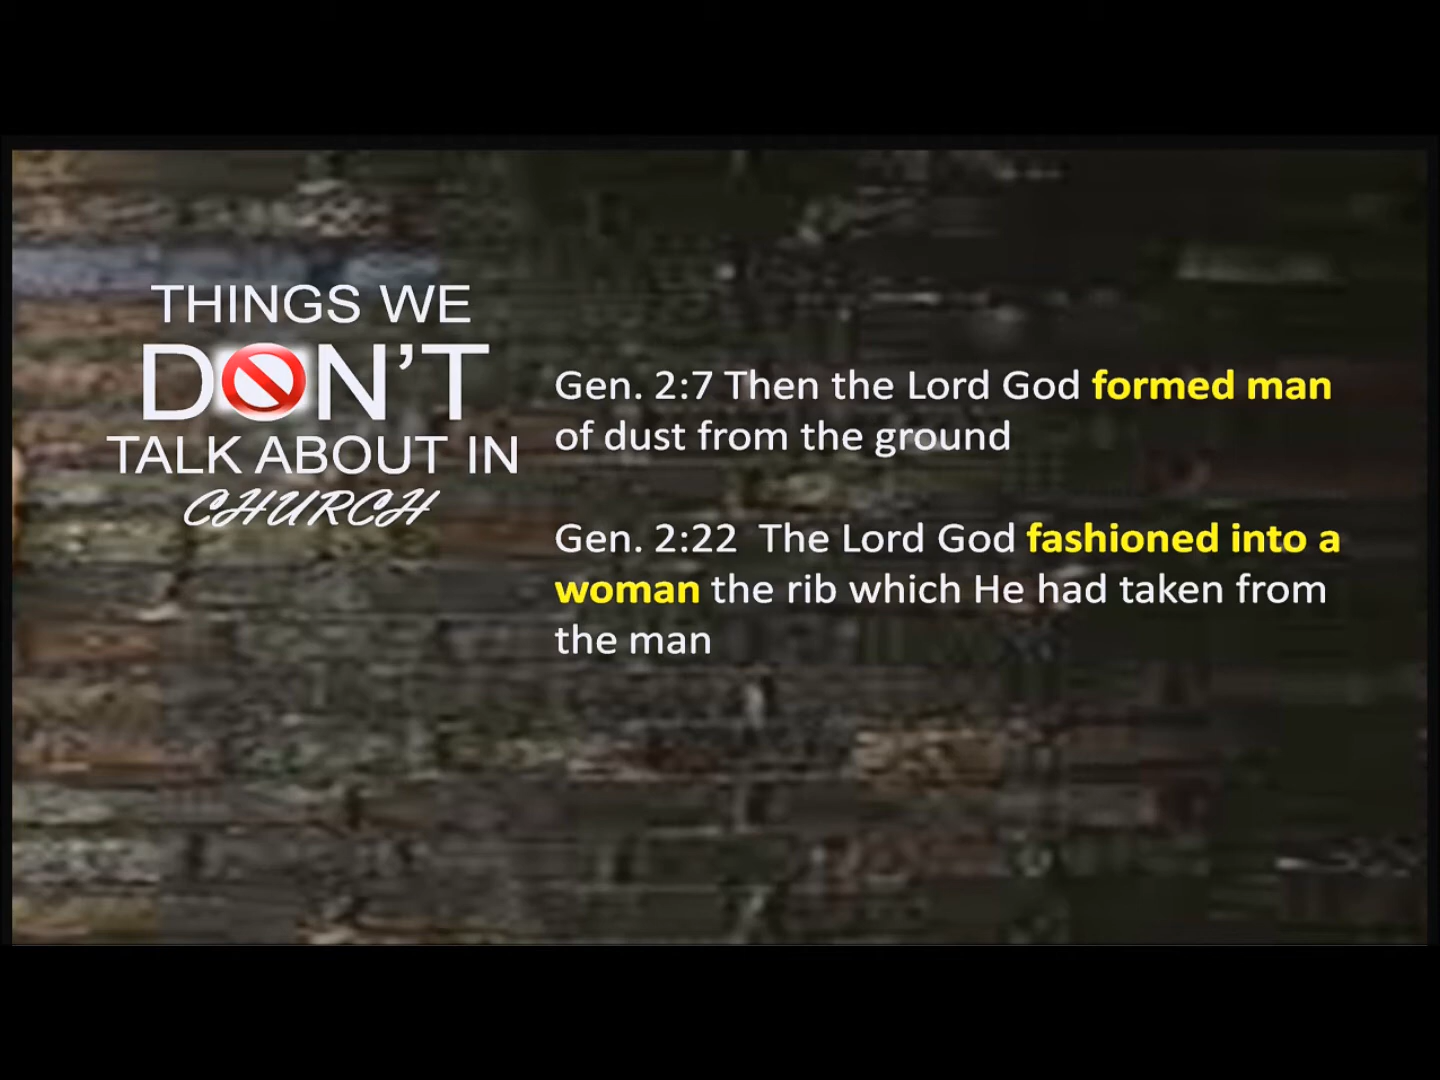 THINGS WE
DON'T
TALK ABOUT IN
CHURCH
Gen. 2:7 Then the Lord God formed man
of dust from the ground
Gen. 2:22  The Lord God fashioned into a
woman the rib which He had taken from
the man